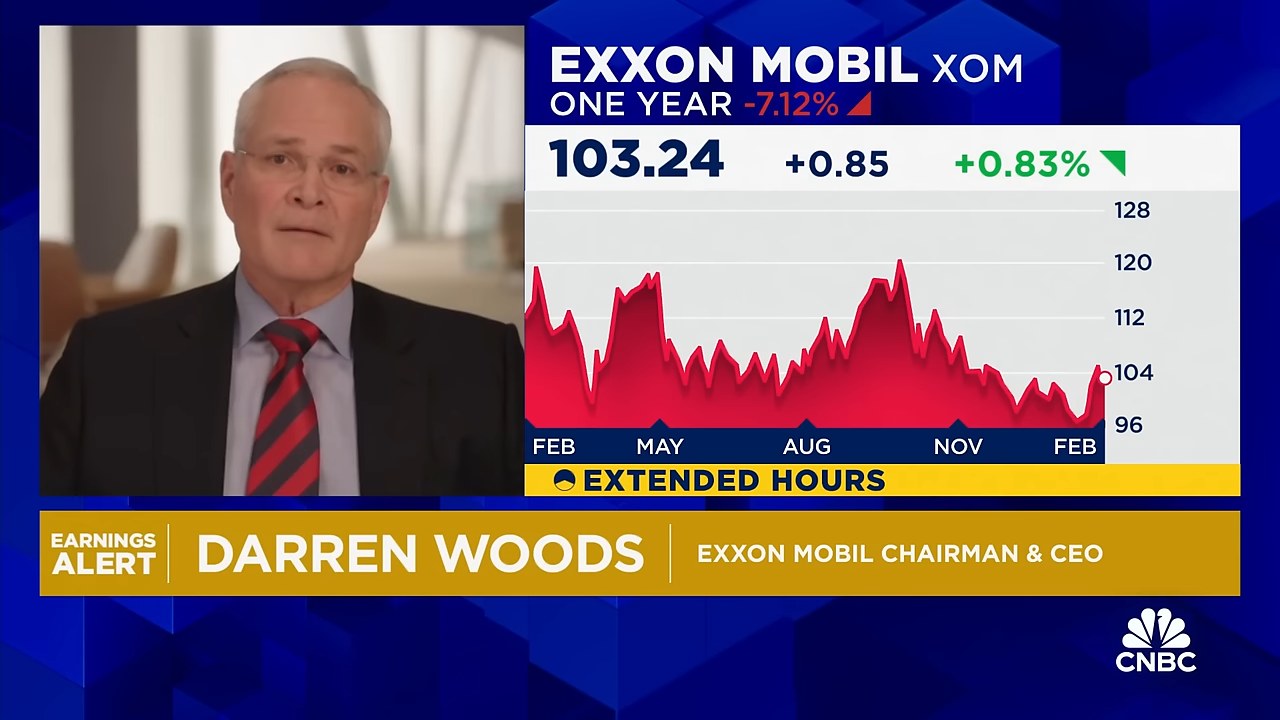 EXXON MOBIL XOM
ONE YEAR -7.12%
103.24 +0.85 +0.83%
128
120
112
104
96
FEB MAY AUG NOV FEB
EXTENDED HOURS
EARNINGS
ALERT
DARREN WOODS
EXXON MOBIL CHAIRMAN & CEO
CNBC